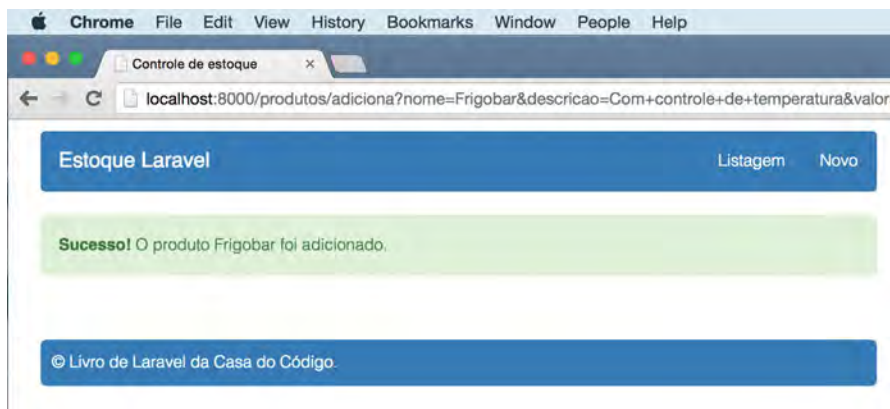 Chrome File Edit View History Bookmarks Window People Help
Controle de estoque
localhost:8000/produtos/adiciona?nome=Frigobar&descricao=Com+controle+de+temperatura&valor
Estoque Laravel Listagem Novo
Sucesso! O produto Frigobar foi adicionado.
© Livro de Laravel da Casa do Código.